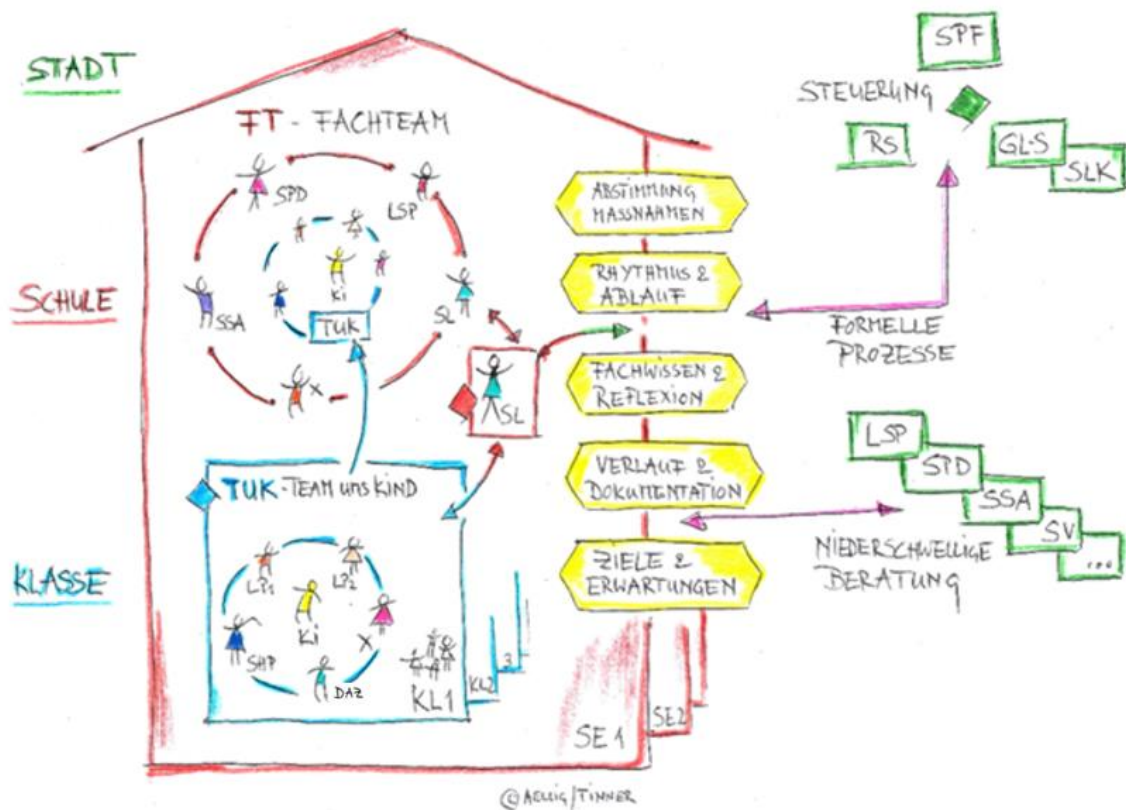 STADT
FT - FACHTEAM
SPD
LSP
Ki
TUK
SSA
SL
X
SCHULE
SL
TUK-TEAM UMS KIND
LP1
LP2
Ki
SHP
X
DAZ
KL1
KL2
3
KLASSE
ABSTIMMUNG
MASSNAHMEN
RHYTHMUS &
ABLAUF
FACHWISSEN &
REFLEXION
VERLAUF &
DOKUMENTATION
ZIELE &
ERWARTUNGEN
SE1
SE2
SPF
STEUERUNG
RS
GL-S
SLK
FORMELLE
PROZESSE
LSP
SPD
SSA
SV
...
NIEDERSCHWELLIGE
BERATUNG
© AELLIG/TINNER